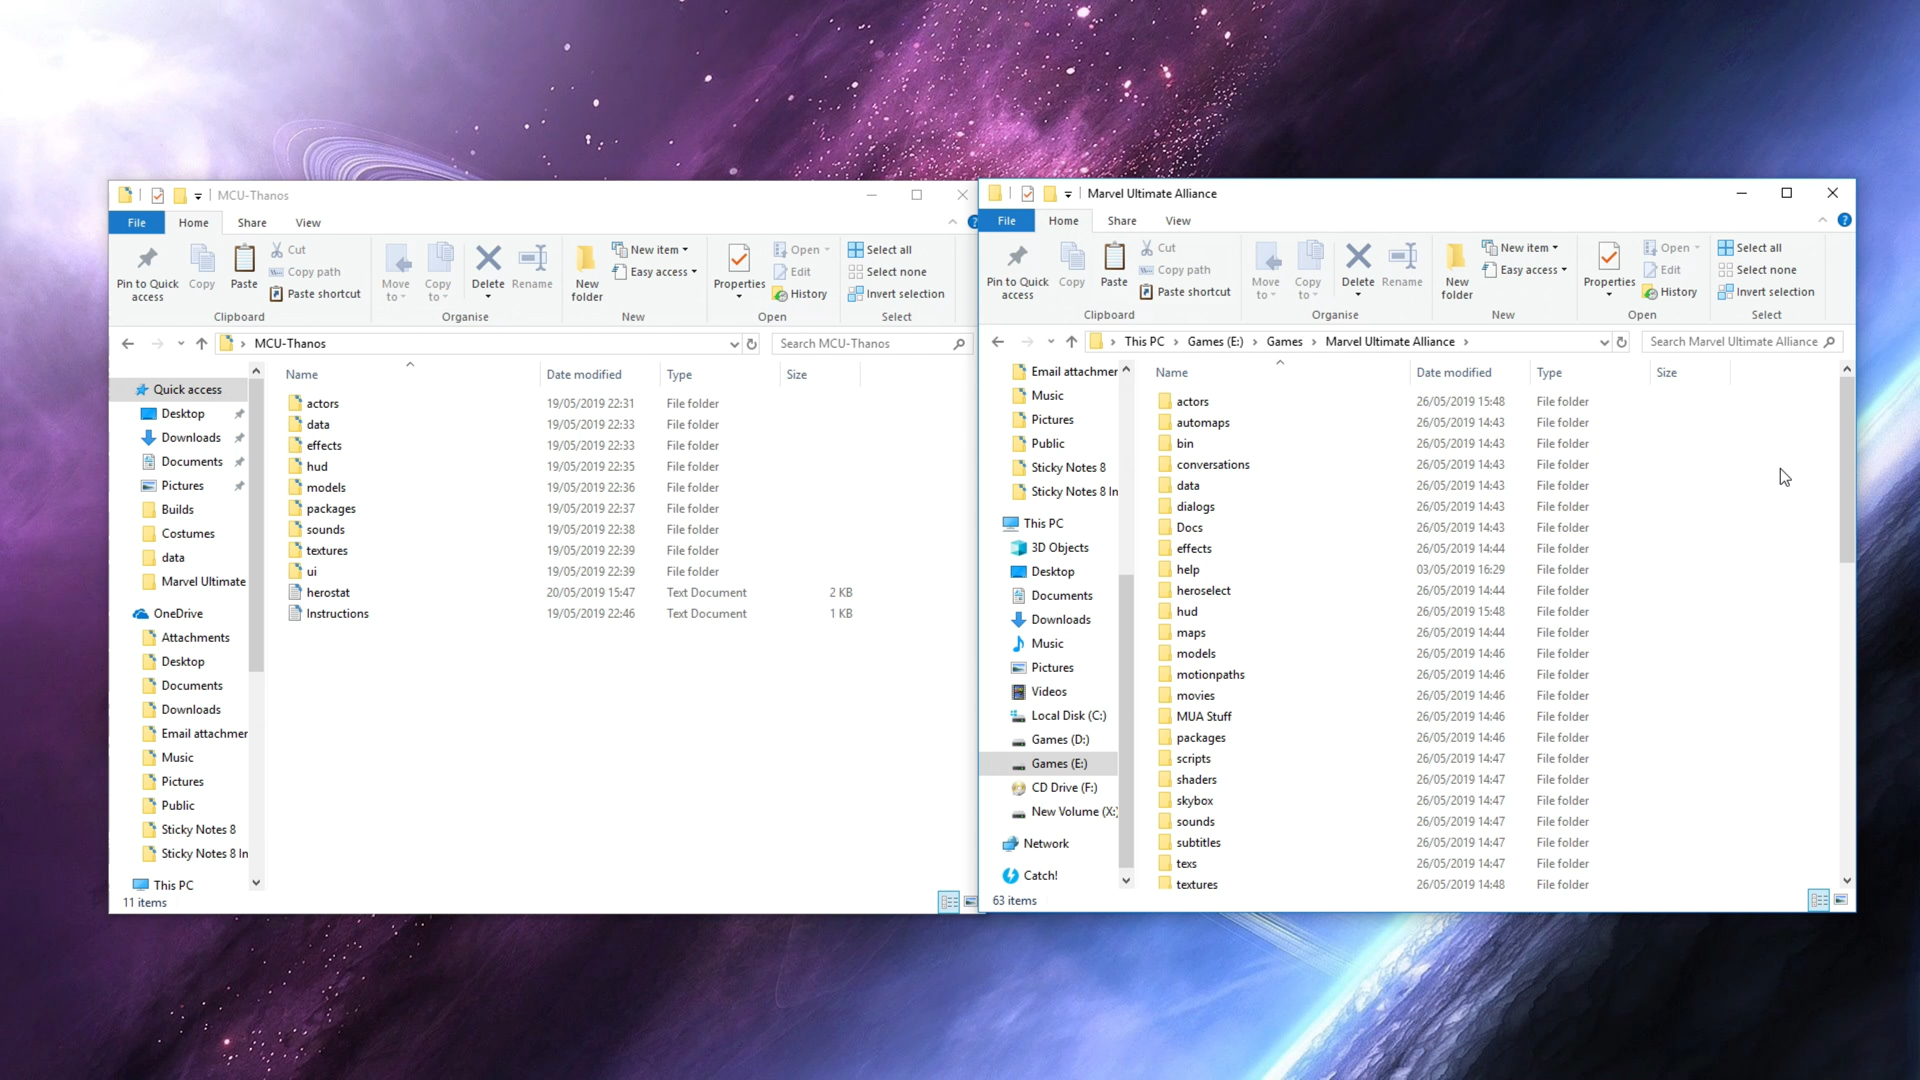 MCU-Thanos
File Home Share View
Pin to Quick access
Copy
Paste
Cut
Copy path
Paste shortcut
Clipboard
Move to
Copy to
Delete
Rename
Organise
New folder
New item
Easy access
New
Properties
Open
Edit
History
Open
Select all
Select none
Invert selection
Select
MCU-Thanos
Search MCU-Thanos
Quick access
Desktop
Downloads
Documents
Pictures
Builds
Costumes
data
Marvel Ultimate
OneDrive
Attachments
Desktop
Documents
Downloads
Email attachmer
Music
Pictures
Public
Sticky Notes 8
Sticky Notes 8 In
This PC
Name Date modified Type Size
actors 19/05/2019 22:31 File folder
data 19/05/2019 22:33 File folder
effects 19/05/2019 22:33 File folder
hud 19/05/2019 22:35 File folder
models 19/05/2019 22:36 File folder
packages 19/05/2019 22:37 File folder
sounds 19/05/2019 22:38 File folder
textures 19/05/2019 22:39 File folder
ui 19/05/2019 22:39 File folder
herostat 20/05/2019 15:47 Text Document 2 KB
Instructions 19/05/2019 22:46 Text Document 1 KB
11 items
Marvel Ultimate Alliance
File Home Share View
Pin to Quick access
Copy
Paste
Cut
Copy path
Paste shortcut
Clipboard
Move to
Copy to
Delete
Rename
Organise
New folder
New item
Easy access
New
Properties
Open
Edit
History
Open
Select all
Select none
Invert selection
Select
This PC > Games (E:) > Games > Marvel Ultimate Alliance >
Search Marvel Ultimate Alliance
Email attachmer
Music
Pictures
Public
Sticky Notes 8
Sticky Notes 8 In
This PC
3D Objects
Desktop
Documents
Downloads
Music
Pictures
Videos
Local Disk (C:)
Games (D:)
Games (E:)
CD Drive (F:)
New Volume (X:)
Network
Catch!
Name Date modified Type Size
actors 26/05/2019 15:48 File folder
automaps 26/05/2019 14:43 File folder
bin 26/05/2019 14:43 File folder
conversations 26/05/2019 14:43 File folder
data 26/05/2019 14:43 File folder
dialogs 26/05/2019 14:43 File folder
Docs 26/05/2019 14:43 File folder
effects 26/05/2019 14:44 File folder
help 03/05/2019 16:29 File folder
heroselect 26/05/2019 14:44 File folder
hud 26/05/2019 15:48 File folder
maps 26/05/2019 14:44 File folder
models 26/05/2019 14:46 File folder
motionpaths 26/05/2019 14:46 File folder
movies 26/05/2019 14:46 File folder
MUA Stuff 26/05/2019 14:46 File folder
packages 26/05/2019 14:46 File folder
scripts 26/05/2019 14:47 File folder
shaders 26/05/2019 14:47 File folder
skybox 26/05/2019 14:47 File folder
sounds 26/05/2019 14:47 File folder
subtitles 26/05/2019 14:47 File folder
texs 26/05/2019 14:47 File folder
textures 26/05/2019 14:48 File folder
63 items